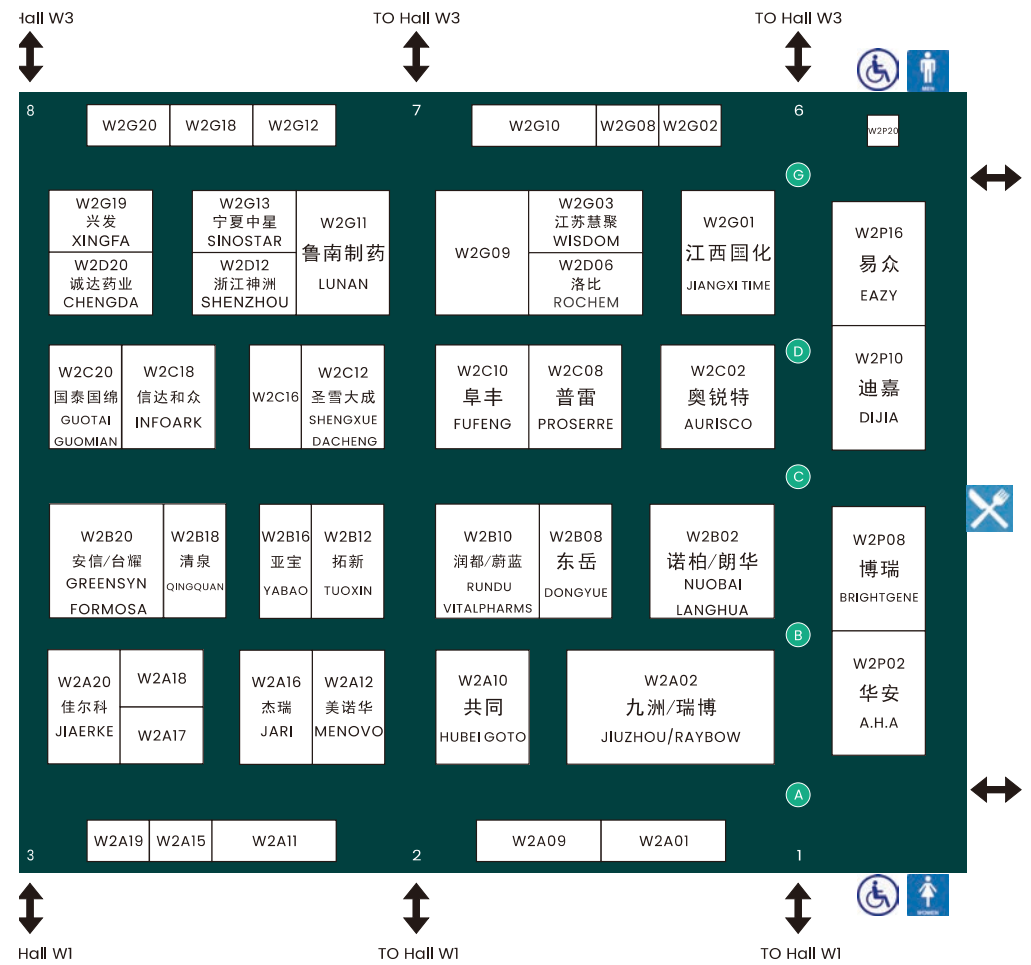 Hall W3
TO Hall W3
TO Hall W3
MEN
8
7
6
W2G20
W2G18
W2G12
W2G10
W2G08
W2G02
W2P20
G
W2G19
兴发
XINGFA
W2D20
诚达药业
CHENGDA
W2G13
宁夏中星
SINOSTAR
W2D12
浙江神洲
SHENZHOU
W2G11
鲁南制药
LUNAN
W2G09
W2G03
江苏慧聚
WISDOM
W2D06
洛比
ROCHEM
W2G01
江西国化
JIANGXI TIME
W2P16
易众
EAZY
D
W2P10
迪嘉
DIJIA
W2C20
国泰国绵
GUOTAI
GUOMIAN
W2C18
信达和众
INFOARK
W2C16
W2C12
圣雪大成
SHENGXUE
DACHENG
W2C10
阜丰
FUFENG
W2C08
普雷
PROSERRE
W2C02
奥锐特
AURISCO
C
W2B20
安信/台耀
GREENSYN
FORMOSA
W2B18
清泉
QINGQUAN
W2B16
亚宝
YABAO
W2B12
拓新
TUOXIN
W2B10
润都/蔚蓝
RUNDU
VITALPHARMS
W2B08
东岳
DONGYUE
W2B02
诺柏/朗华
NUOBAI
LANGHUA
W2P08
博瑞
BRIGHTGENE
B
W2P02
华安
A.H.A
W2A20
佳尔科
JIAERKE
W2A18
W2A17
W2A16
杰瑞
JARI
W2A12
美诺华
MENOVO
W2A10
共同
HUBEI GOTO
W2A02
九洲/瑞博
JIUZHOU/RAYBOW
A
W2A19
W2A15
W2A11
W2A09
W2A01
3
2
1
WOMEN
Hall W1
TO Hall W1
TO Hall W1